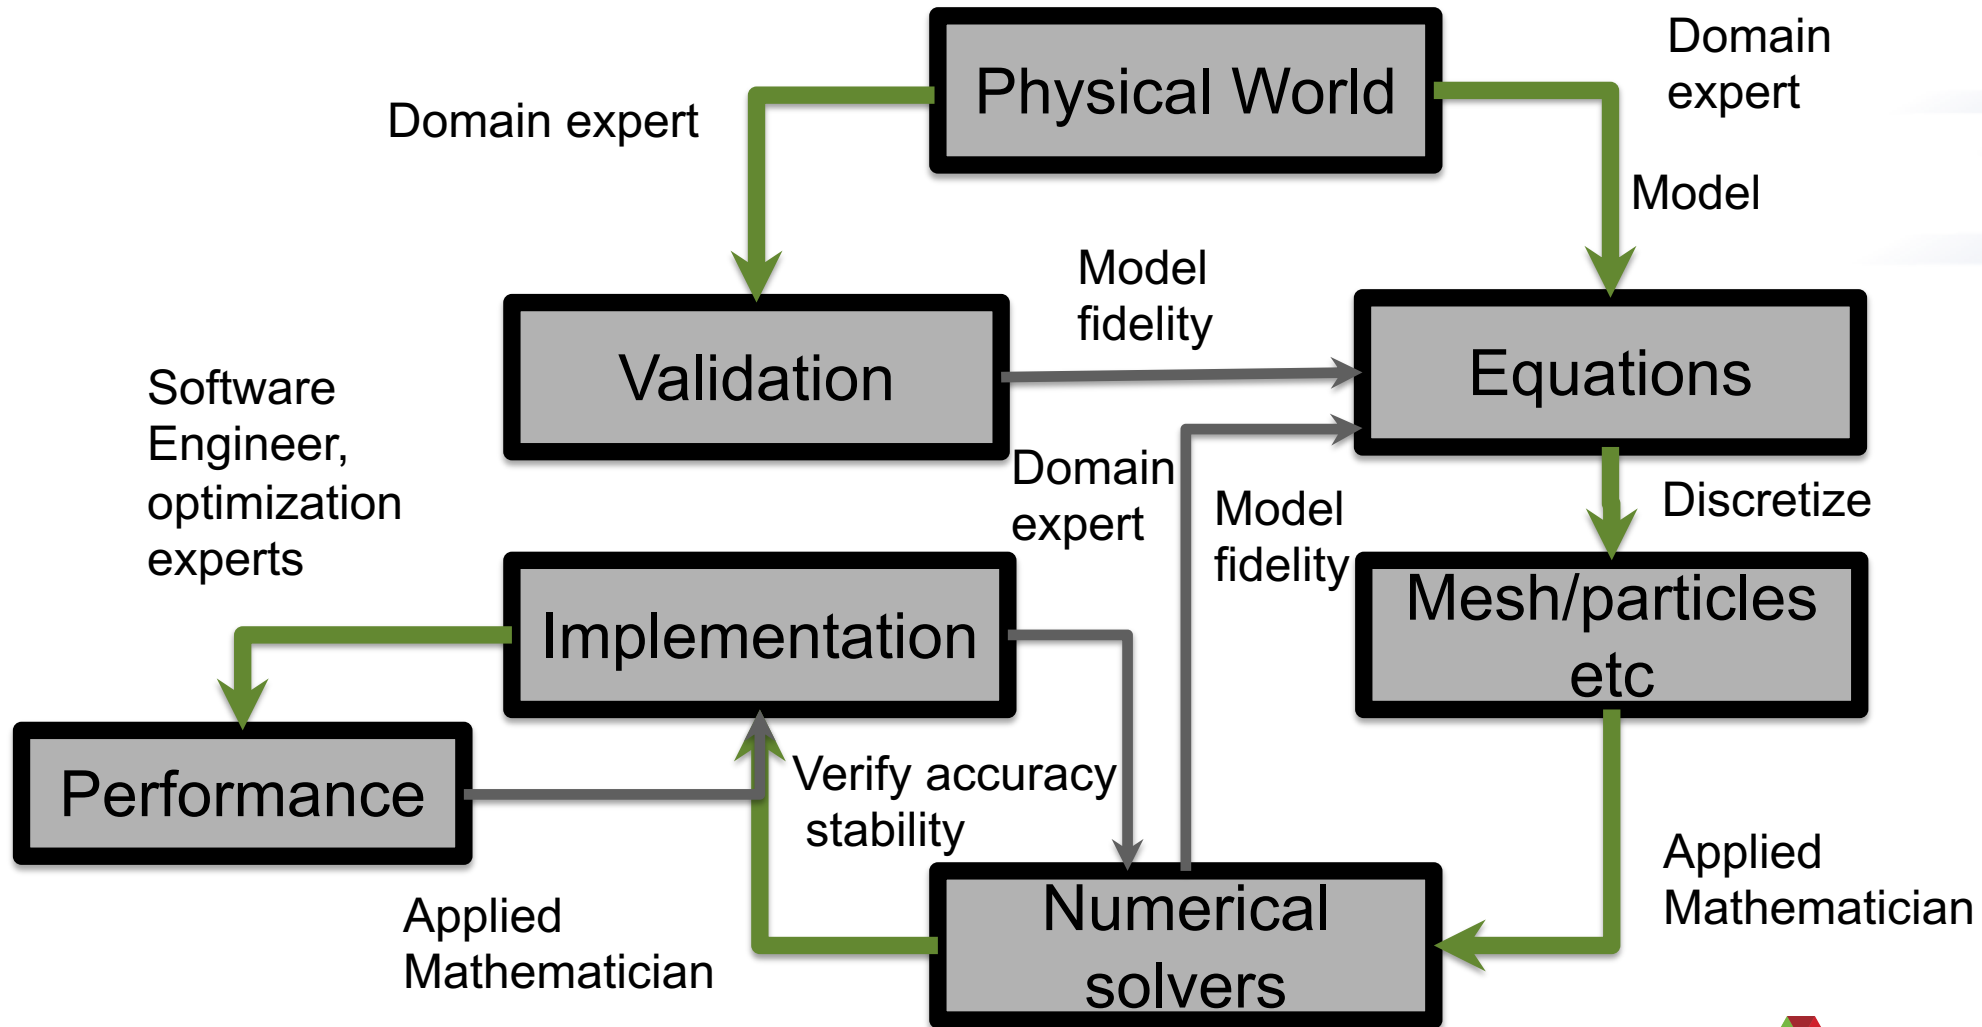 Physical World
Domain
expert
Domain expert
Model
Model
fidelity
Validation
Equations
Software
Engineer,
optimization
experts
Domain
expert
Model
fidelity
Discretize
Implementation
Mesh/particles
etc
Performance
Verify accuracy
stability
Applied
Mathematician
Numerical
solvers
Applied
Mathematician